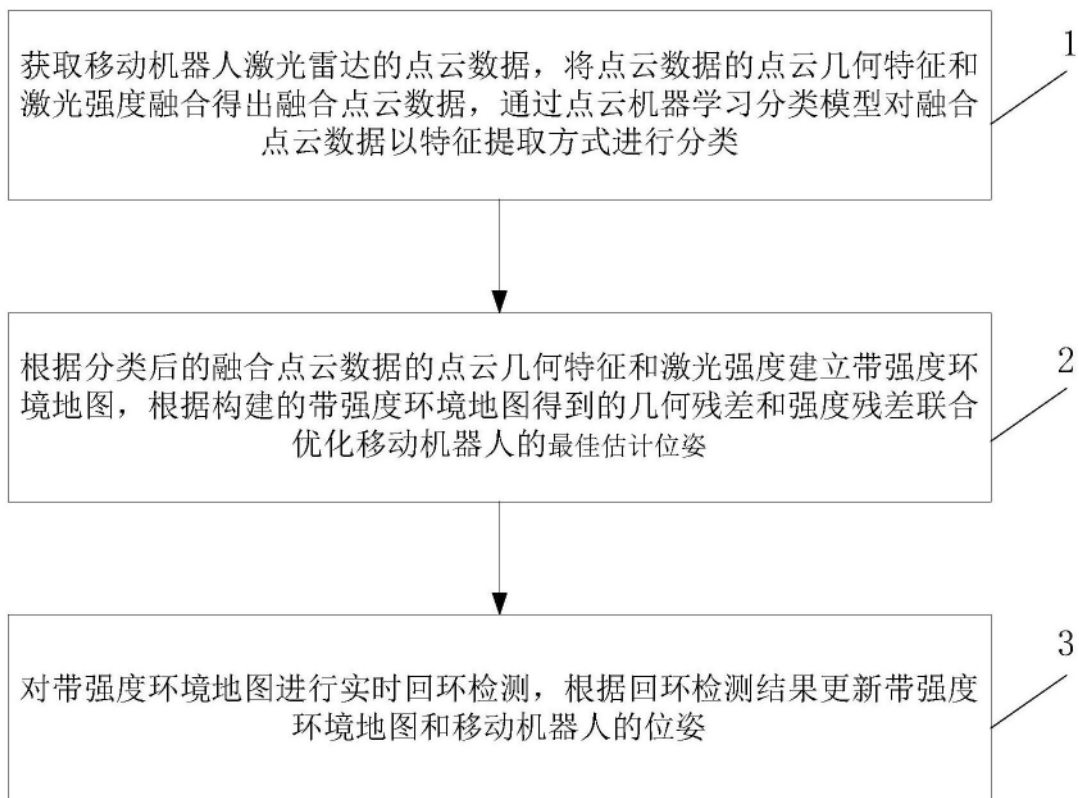 获取移动机器人激光雷达的点云数据，将点云数据的点云几何特征和
激光强度融合得出融合点云数据，通过点云机器学习分类模型对融合
点云数据以特征提取方式进行分类
1
根据分类后的融合点云数据的点云几何特征和激光强度建立带强度环
境地图，根据构建的带强度环境地图得到的几何残差和强度残差联合
优化移动机器人的最佳估计位姿
2
对带强度环境地图进行实时回环检测，根据回环检测结果更新带强度
环境地图和移动机器人的位姿
3